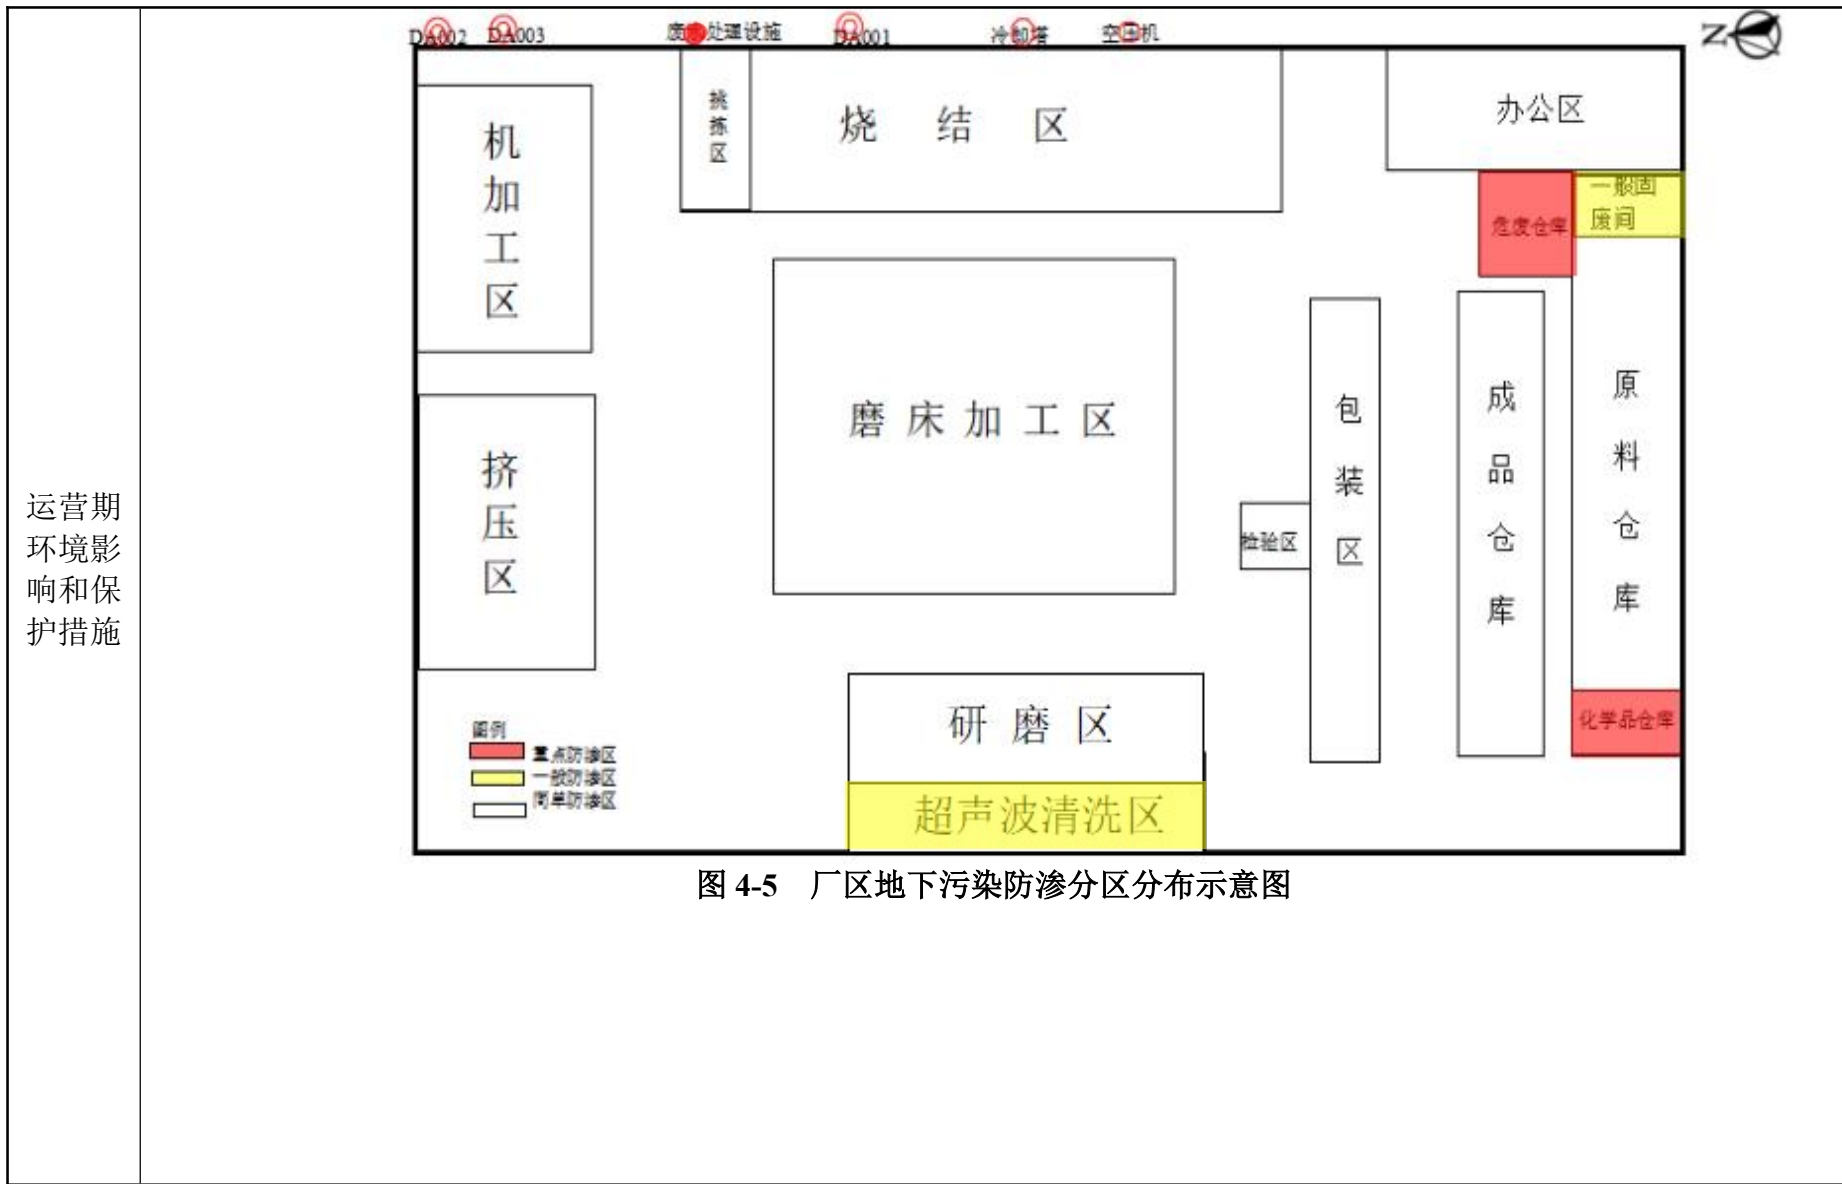 DA002
DA003
处理设施
DA001
冷却塔
空压机
N
机加工区
挑拣区
烧结区
办公区
危废仓库
一般固
废间
磨床加工区
包装区
成品仓库
原料仓库
挤压区
检验区
运营期
环境影
响和保
护措施
研磨区
化学品仓库
图例
重点防渗区
一般防渗区
简单防渗区
超声波清洗区
图 4-5 厂区地下污染防渗分区分布示意图